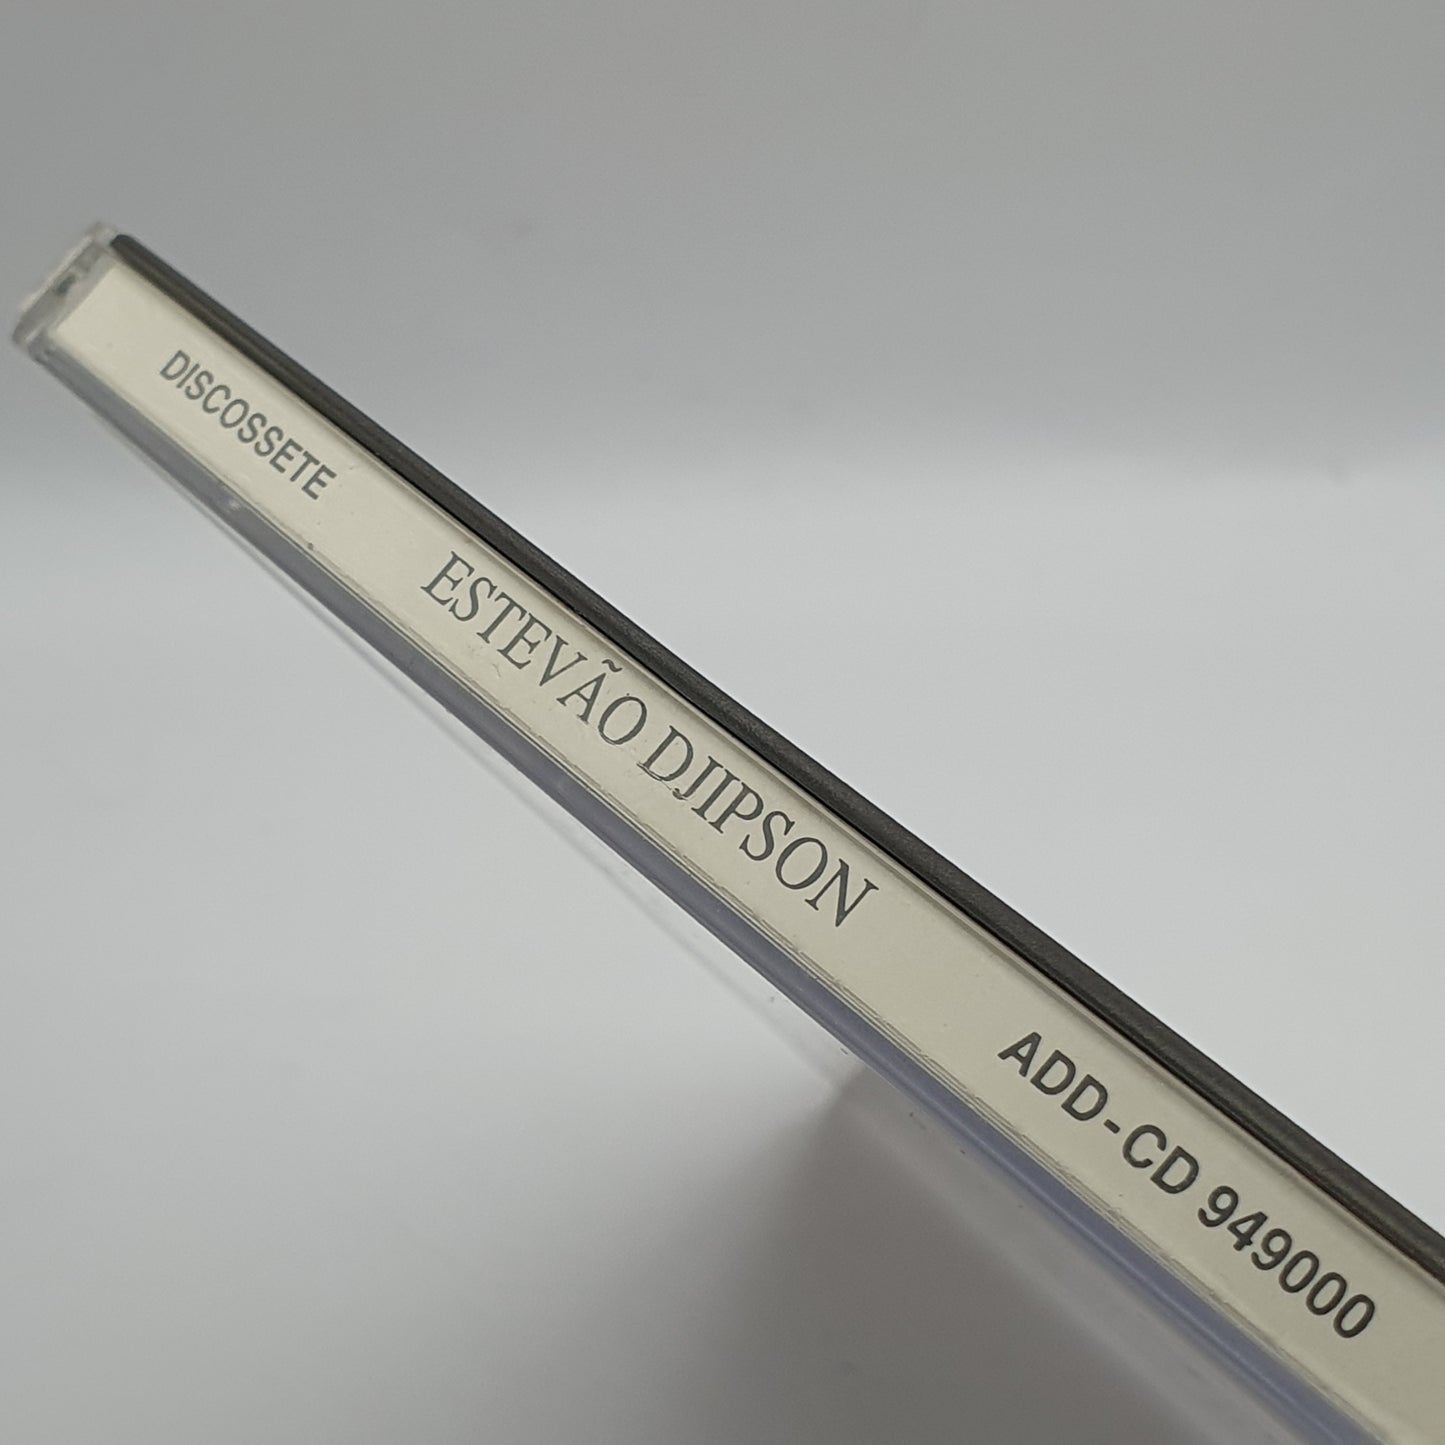 DISCOSSETE ESTEVÃO DJIPSON ADD-CD 949000